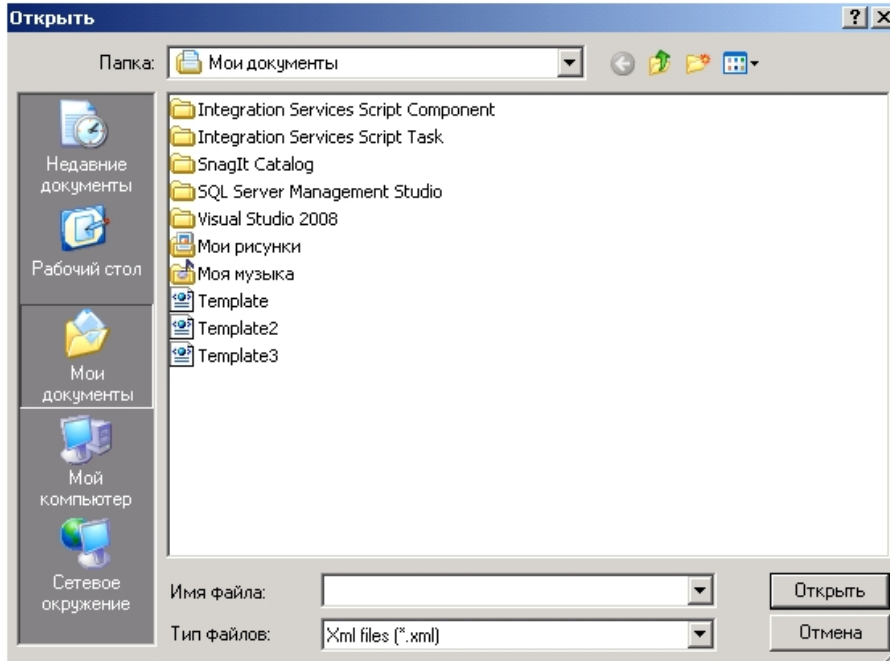 Открыть
Папка:
Мои документы
Недавние
документы
Рабочий стол
Мои
документы
Мой
компьютер
Сетевое
окружение
Integration Services Script Component
Integration Services Script Task
SnagIt Catalog
SQL Server Management Studio
Visual Studio 2008
Мои рисунки
Моя музыка
Template
Template2
Template3
Имя файла:
Открыть
Тип файлов:
Xml files (*.xml)
Отмена